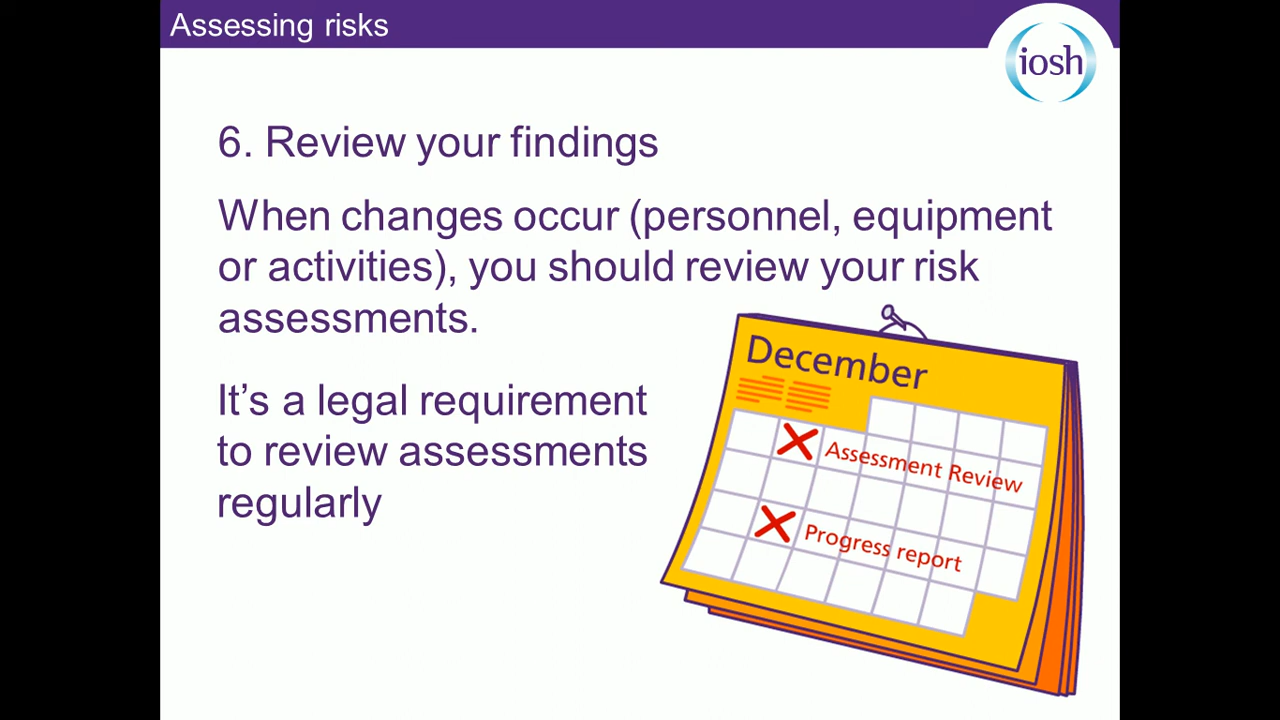 Assessing risks
iosh
6. Review your findings
When changes occur (personnel, equipment
or activities), you should review your risk
assessments.
It’s a legal requirement
to review assessments
regularly
December
Assessment Review
Progress report